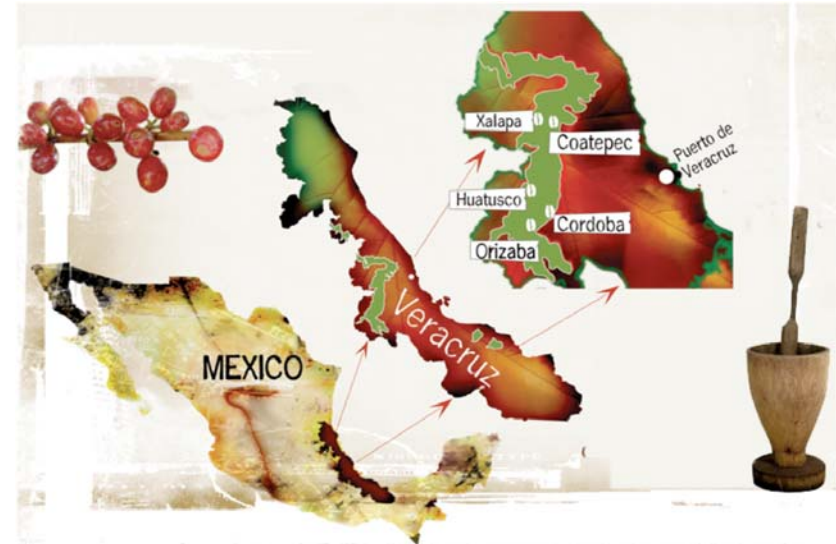 Xalapa
Coatepec
Puerto de
Veracruz
Huatusco
Cordoba
Orizaba
Veracruz
MEXICO